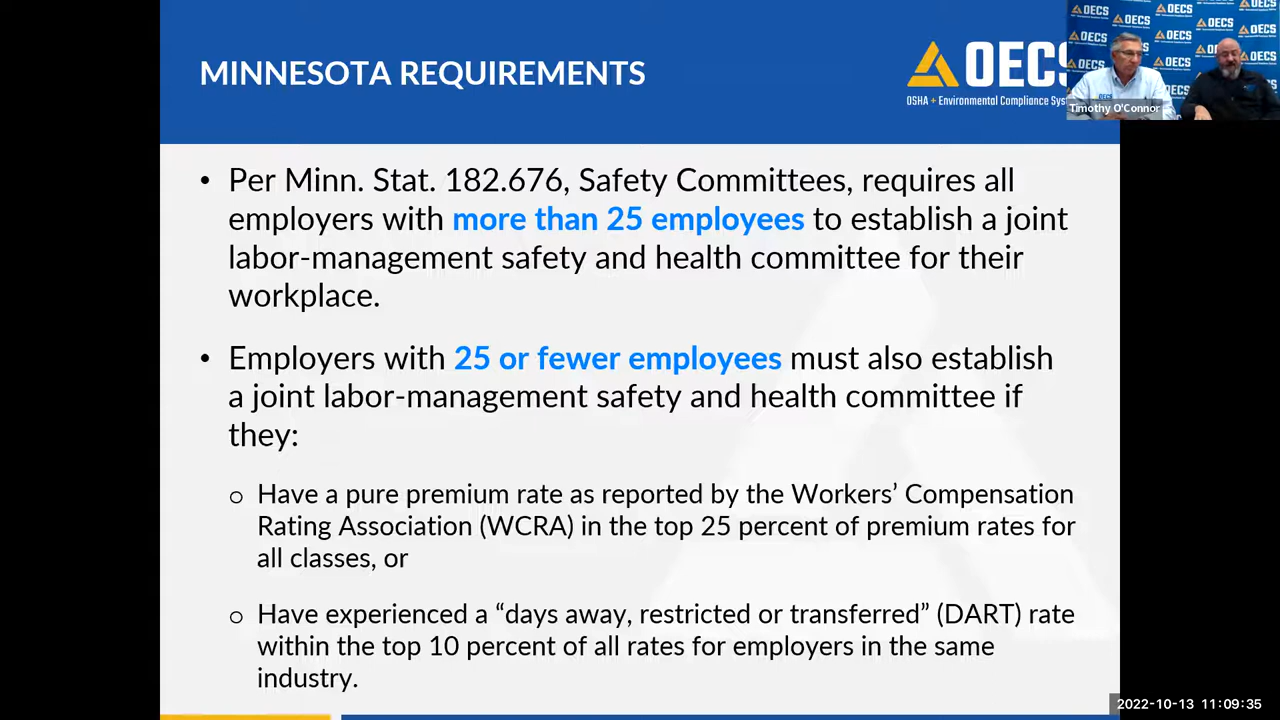 MINNESOTA REQUIREMENTS
OECS
OSHA + Environmental Compliance
OECS
OECS
OECS
OECS
Timothy O'Connor
• Per Minn. Stat. 182.676, Safety Committees, requires all
employers with more than 25 employees to establish a joint
labor-management safety and health committee for their
workplace.
• Employers with 25 or fewer employees must also establish
a joint labor-management safety and health committee if
they:
o Have a pure premium rate as reported by the Workers’ Compensation
Rating Association (WCRA) in the top 25 percent of premium rates for
all classes, or
o Have experienced a “days away, restricted or transferred” (DART) rate
within the top 10 percent of all rates for employers in the same
industry.
2022-10-13 11:09:35